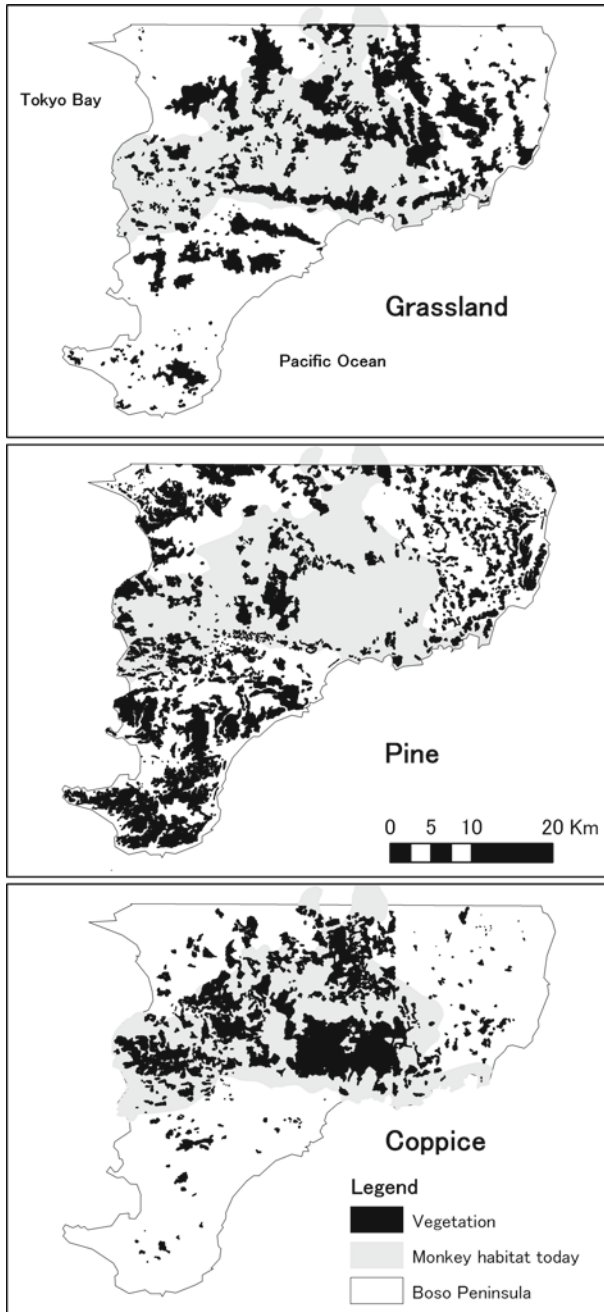 Tokyo Bay
Grassland
Pacific Ocean
Pine
0 5 10 20 Km
Coppice
Legend
Vegetation
Monkey habitat today
Boso Peninsula